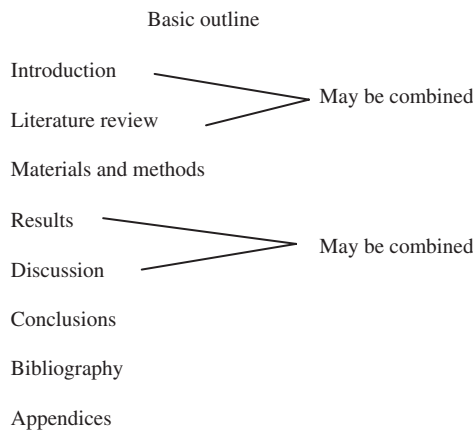 Basic outline
Introduction
May be combined
Literature review
Materials and methods
Results
May be combined
Discussion
Conclusions
Bibliography
Appendices